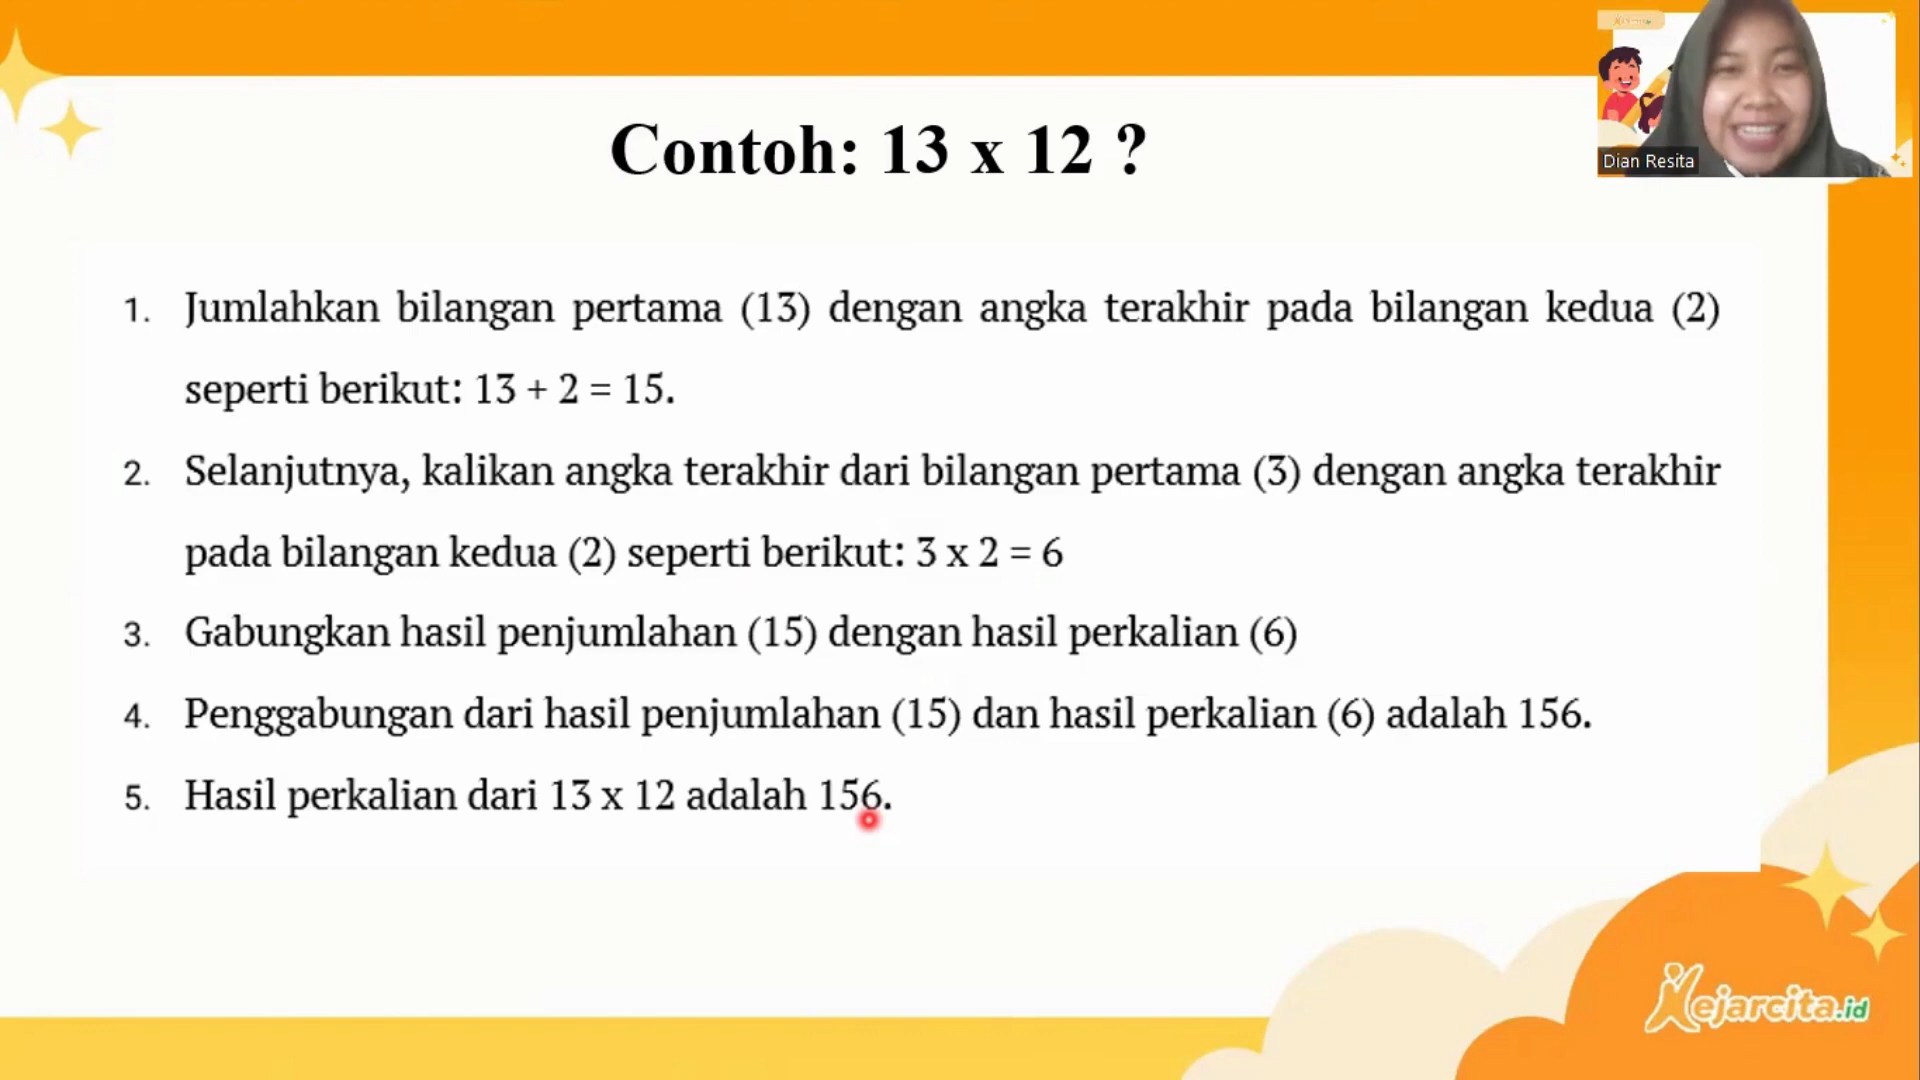 Contoh: 13 x 12 ?
Dian Resita
1. Jumlahkan bilangan pertama (13) dengan angka terakhir pada bilangan kedua (2)
seperti berikut: 13 + 2 = 15.
2. Selanjutnya, kalikan angka terakhir dari bilangan pertama (3) dengan angka terakhir
pada bilangan kedua (2) seperti berikut: 3 x 2 = 6
3. Gabungkan hasil penjumlahan (15) dengan hasil perkalian (6)
4. Penggabungan dari hasil penjumlahan (15) dan hasil perkalian (6) adalah 156.
5. Hasil perkalian dari 13 x 12 adalah 156.
Kejarcita.id